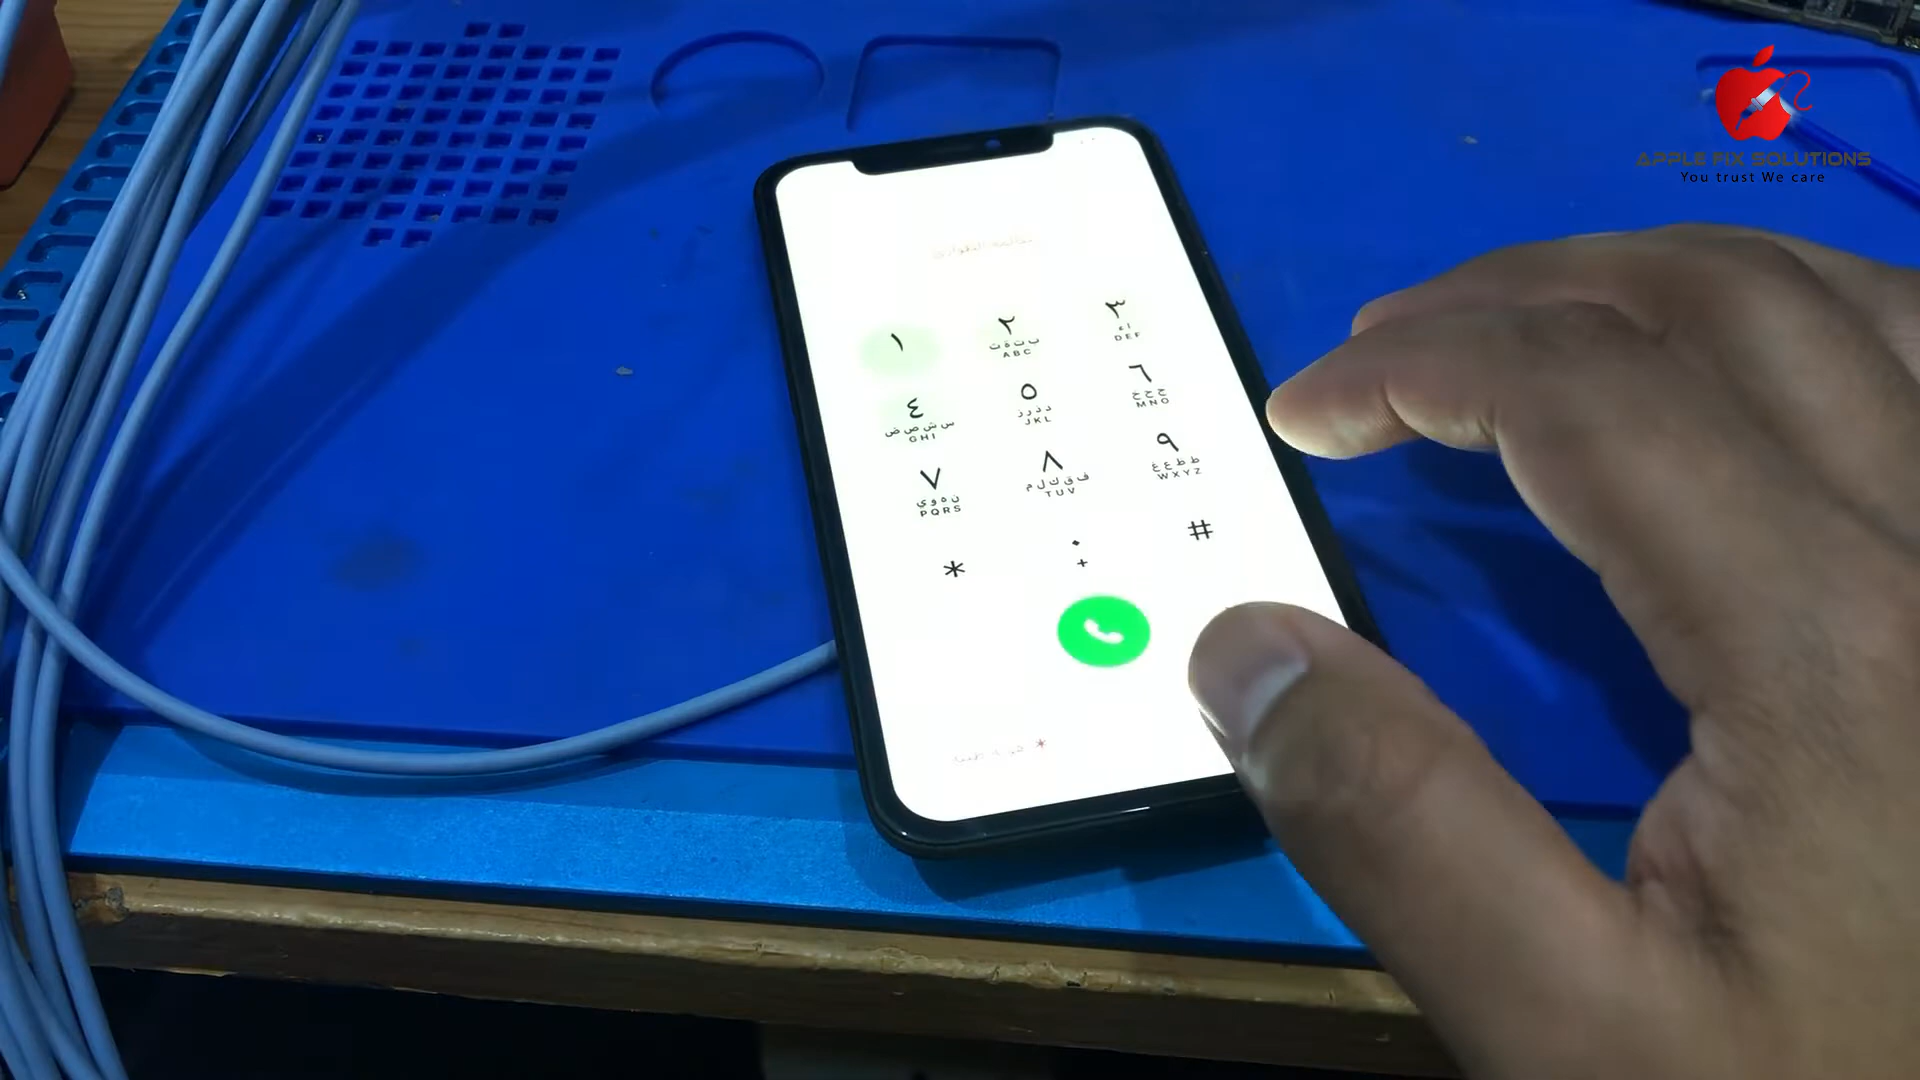 APPLE FIX SOLUTIONS
You trust We care
١ ٢ ٣
ب ت ة ث
ABC
ء ا
DEF
٤ ٥ ٦
س ش ص ض
GHI
د ذ ر ز
JKL
ج ح خ
MNO
٧ ٨ ٩
ن ه و ي
PQRS
ف ق ك ل م
TUV
ط ظ ع غ
WXYZ
* ٠ #
+
*